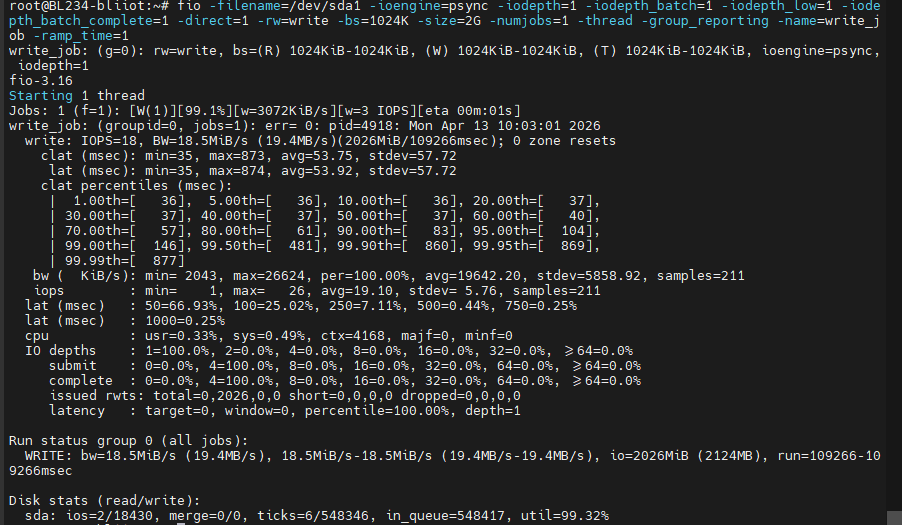 root@BL234-bliiot:~# fio -filename=/dev/sda1 -ioengine=psync -iodepth=1 -iodepth_batch=1 -iodepth_low=1 -iode
pth_batch_complete=1 -direct=1 -rw=write -bs=1024K -size=2G -numjobs=1 -thread -group_reporting -name=write_j
ob -ramp_time=1
write_job: (g=0): rw=write, bs=(R) 1024KiB-1024KiB, (W) 1024KiB-1024KiB, (T) 1024KiB-1024KiB, ioengine=psync,
 iodepth=1
fio-3.16
Starting 1 thread
Jobs: 1 (f=1): [W(1)][99.1%][w=3072KiB/s][w=3 IOPS][eta 00m:01s]
write_job: (groupid=0, jobs=1): err= 0: pid=4918: Mon Apr 13 10:03:01 2026
  write: IOPS=18, BW=18.5MiB/s (19.4MB/s)(2026MiB/109266msec); 0 zone resets
    clat (msec): min=35, max=873, avg=53.75, stdev=57.72
     lat (msec): min=35, max=874, avg=53.92, stdev=57.72
    clat percentiles (msec):
     |  1.00th=[   36],  5.00th=[   36], 10.00th=[   36], 20.00th=[   37],
     | 30.00th=[   37], 40.00th=[   37], 50.00th=[   37], 60.00th=[   40],
     | 70.00th=[   57], 80.00th=[   61], 90.00th=[   83], 95.00th=[  104],
     | 99.00th=[  146], 99.50th=[  481], 99.90th=[  860], 99.95th=[  869],
     | 99.99th=[  877]
   bw (  KiB/s): min= 2043, max=26624, per=100.00%, avg=19642.20, stdev=5858.92, samples=211
   iops        : min=    1, max=   26, avg=19.10, stdev= 5.76, samples=211
  lat (msec)   : 50=66.93%, 100=25.02%, 250=7.11%, 500=0.44%, 750=0.25%
  lat (msec)   : 1000=0.25%
  cpu          : usr=0.33%, sys=0.49%, ctx=4168, majf=0, minf=0
  IO depths    : 1=100.0%, 2=0.0%, 4=0.0%, 8=0.0%, 16=0.0%, 32=0.0%, >=64=0.0%
     submit    : 0=0.0%, 4=100.0%, 8=0.0%, 16=0.0%, 32=0.0%, 64=0.0%, >=64=0.0%
     complete  : 0=0.0%, 4=100.0%, 8=0.0%, 16=0.0%, 32=0.0%, 64=0.0%, >=64=0.0%
     issued rwts: total=0,2026,0,0 short=0,0,0,0 dropped=0,0,0,0
     latency   : target=0, window=0, percentile=100.00%, depth=1
Run status group 0 (all jobs):
  WRITE: bw=18.5MiB/s (19.4MB/s), 18.5MiB/s-18.5MiB/s (19.4MB/s-19.4MB/s), io=2026MiB (2124MB), run=109266-10
9266msec
Disk stats (read/write):
  sda: ios=2/18430, merge=0/0, ticks=6/548346, in_queue=548417, util=99.32%